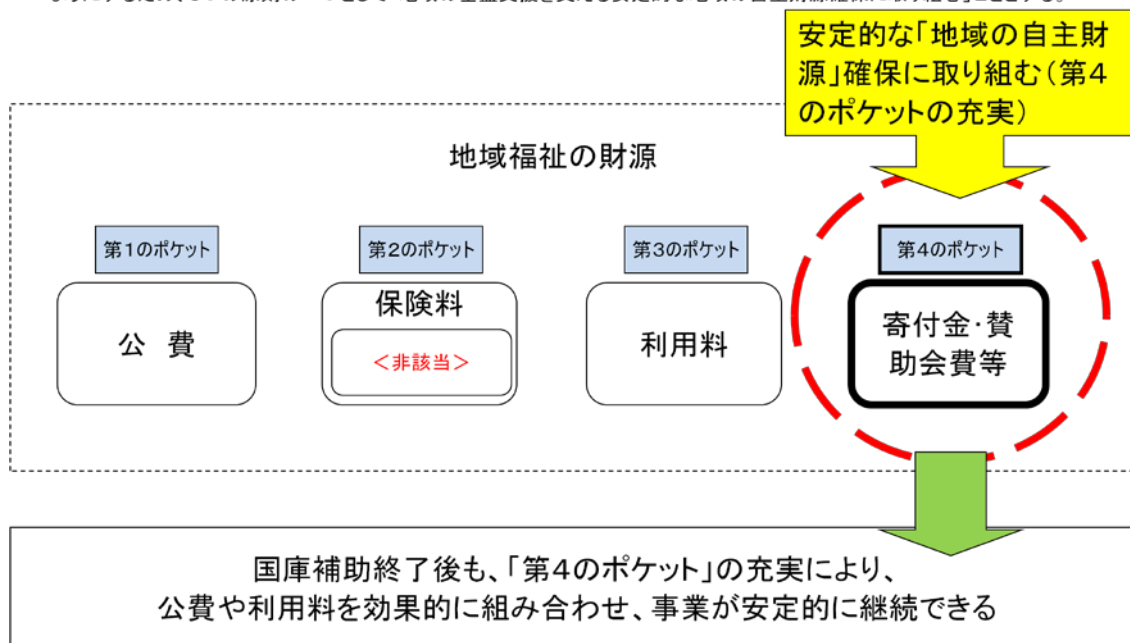 安定的な「地域の自主財
源」確保に取り組む(第4
のポケットの充実)
地域福祉の財源
第1のポケット
第2のポケット
第3のポケット
第4のポケット
公 費
保険料
<非該当>
利用料
寄付金・賛
助会費等
国庫補助終了後も、「第4のポケット」の充実により、
公費や利用料を効果的に組み合わせ、事業が安定的に継続できる